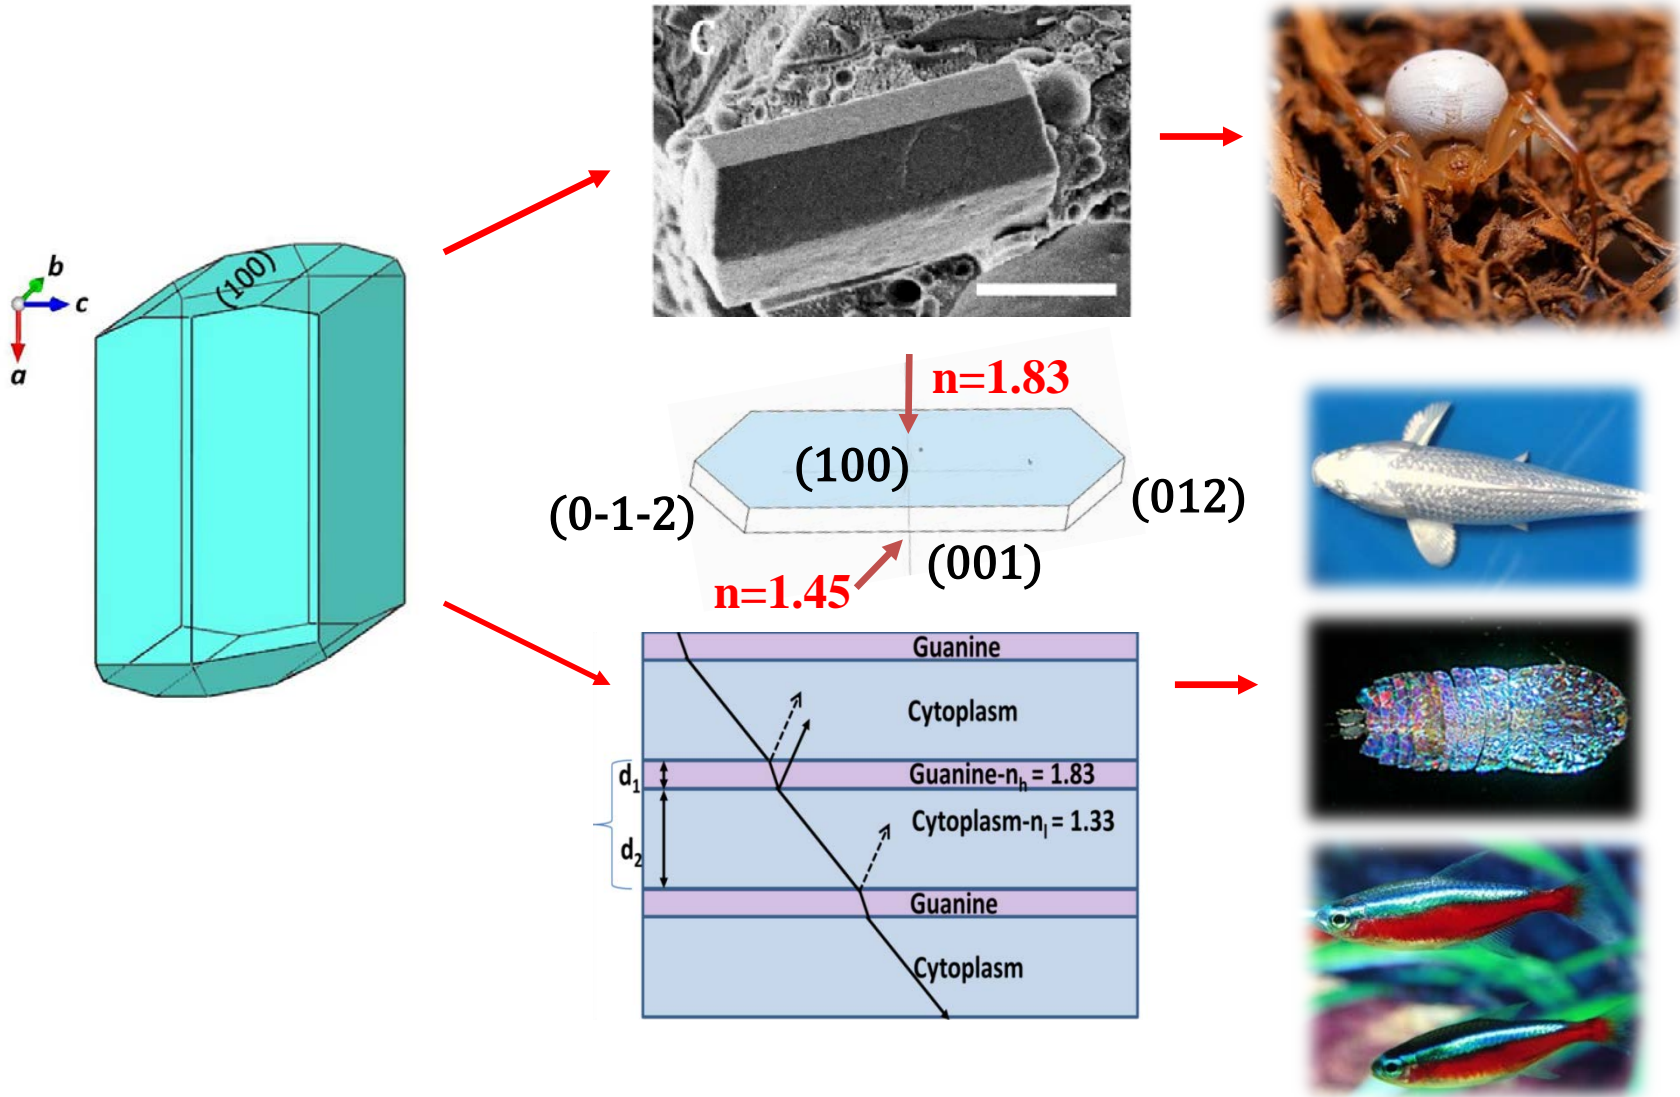 C
b
(100)
c
a
n=1.83
(100)
(0-1-2)
(012)
(001)
n=1.45
Guanine
Cytoplasm
d₁
Guanine-nₕ = 1.83
Cytoplasm-nₗ = 1.33
d₂
Guanine
Cytoplasm